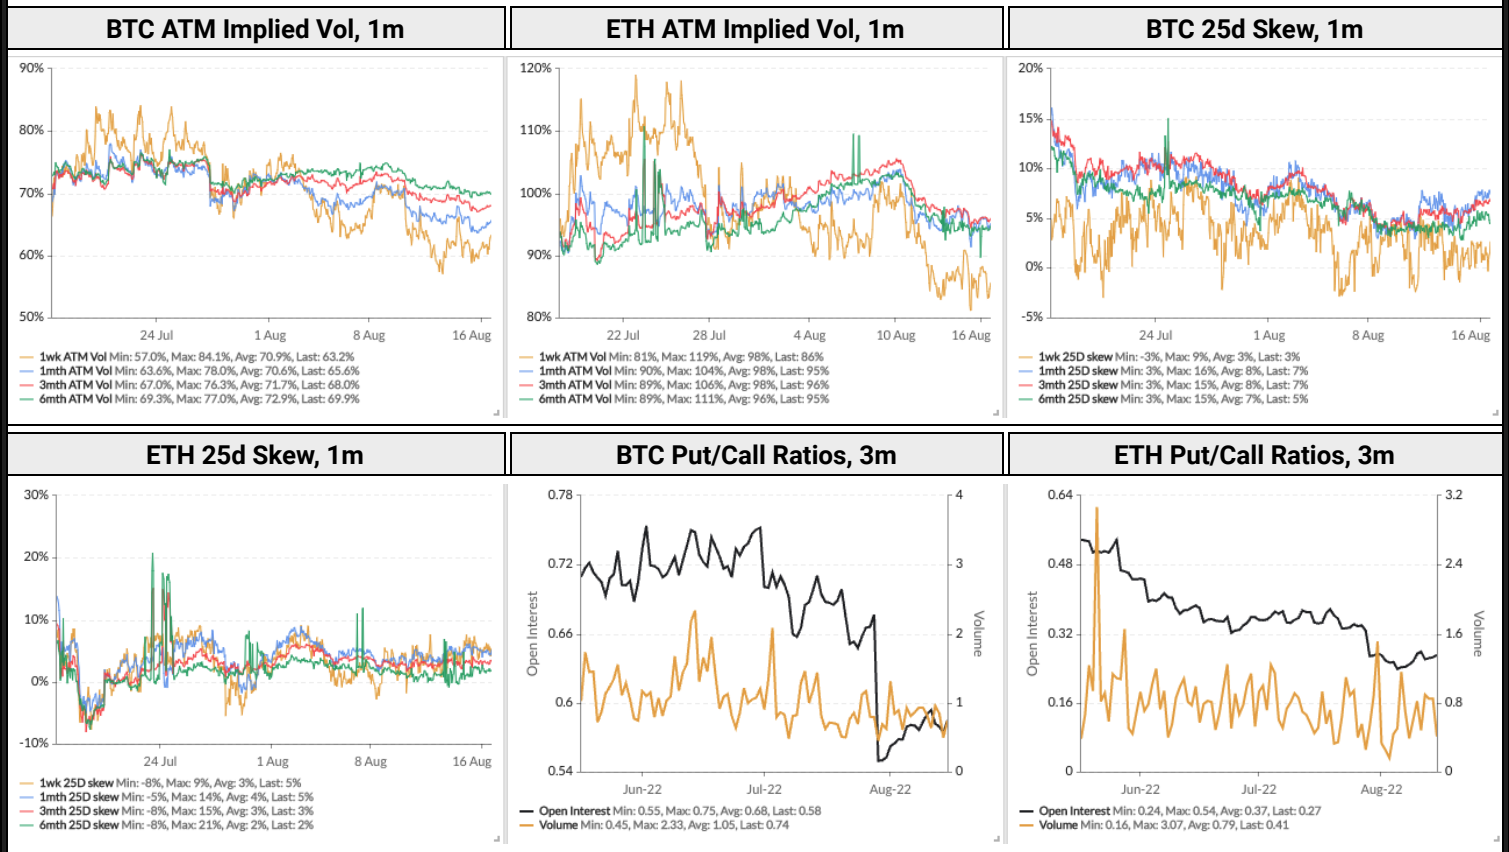 BTC ATM Implied Vol, 1m
90%
80%
70%
60%
50%
24 Jul 1 Aug 8 Aug 16 Aug
1wk ATM Vol Min: 57.0%, Max: 84.1%, Avg: 70.9%, Last: 63.2%
1mth ATM Vol Min: 63.6%, Max: 78.0%, Avg: 70.6%, Last: 65.6%
3mth ATM Vol Min: 67.0%, Max: 76.3%, Avg: 71.7%, Last: 68.0%
6mth ATM Vol Min: 69.3%, Max: 77.0%, Avg: 72.9%, Last: 69.9%
ETH ATM Implied Vol, 1m
120%
110%
100%
90%
80%
22 Jul 28 Jul 4 Aug 10 Aug 16 Aug
1wk ATM Vol Min: 81%, Max: 119%, Avg: 98%, Last: 86%
1mth ATM Vol Min: 90%, Max: 104%, Avg: 98%, Last: 95%
3mth ATM Vol Min: 89%, Max: 106%, Avg: 98%, Last: 96%
6mth ATM Vol Min: 89%, Max: 111%, Avg: 96%, Last: 95%
BTC 25d Skew, 1m
20%
15%
10%
5%
0%
-5%
24 Jul 1 Aug 8 Aug 16 Aug
1wk 25D skew Min: -3%, Max: 9%, Avg: 3%, Last: 3%
1mth 25D skew Min: 3%, Max: 16%, Avg: 8%, Last: 7%
3mth 25D skew Min: 3%, Max: 15%, Avg: 8%, Last: 7%
6mth 25D skew Min: 3%, Max: 15%, Avg: 7%, Last: 5%
ETH 25d Skew, 1m
30%
20%
10%
0%
-10%
24 Jul 1 Aug 8 Aug 16 Aug
1wk 25D skew Min: -8%, Max: 9%, Avg: 3%, Last: 5%
1mth 25D skew Min: -5%, Max: 14%, Avg: 4%, Last: 5%
3mth 25D skew Min: -8%, Max: 15%, Avg: 3%, Last: 3%
6mth 25D skew Min: -8%, Max: 21%, Avg: 2%, Last: 2%
BTC Put/Call Ratios, 3m
Open Interest
0.78
0.72
0.66
0.6
0.54
4
3
2
1
0
Volume
Jun-22 Jul-22 Aug-22
Open Interest Min: 0.55, Max: 0.75, Avg: 0.68, Last: 0.58
Volume Min: 0.45, Max: 2.33, Avg: 1.05, Last: 0.74
ETH Put/Call Ratios, 3m
Open Interest
0.64
0.48
0.32
0.16
0
3.2
2.4
1.6
0.8
0
Volume
Jun-22 Jul-22 Aug-22
Open Interest Min: 0.24, Max: 0.54, Avg: 0.37, Last: 0.27
Volume Min: 0.16, Max: 3.07, Avg: 0.79, Last: 0.41